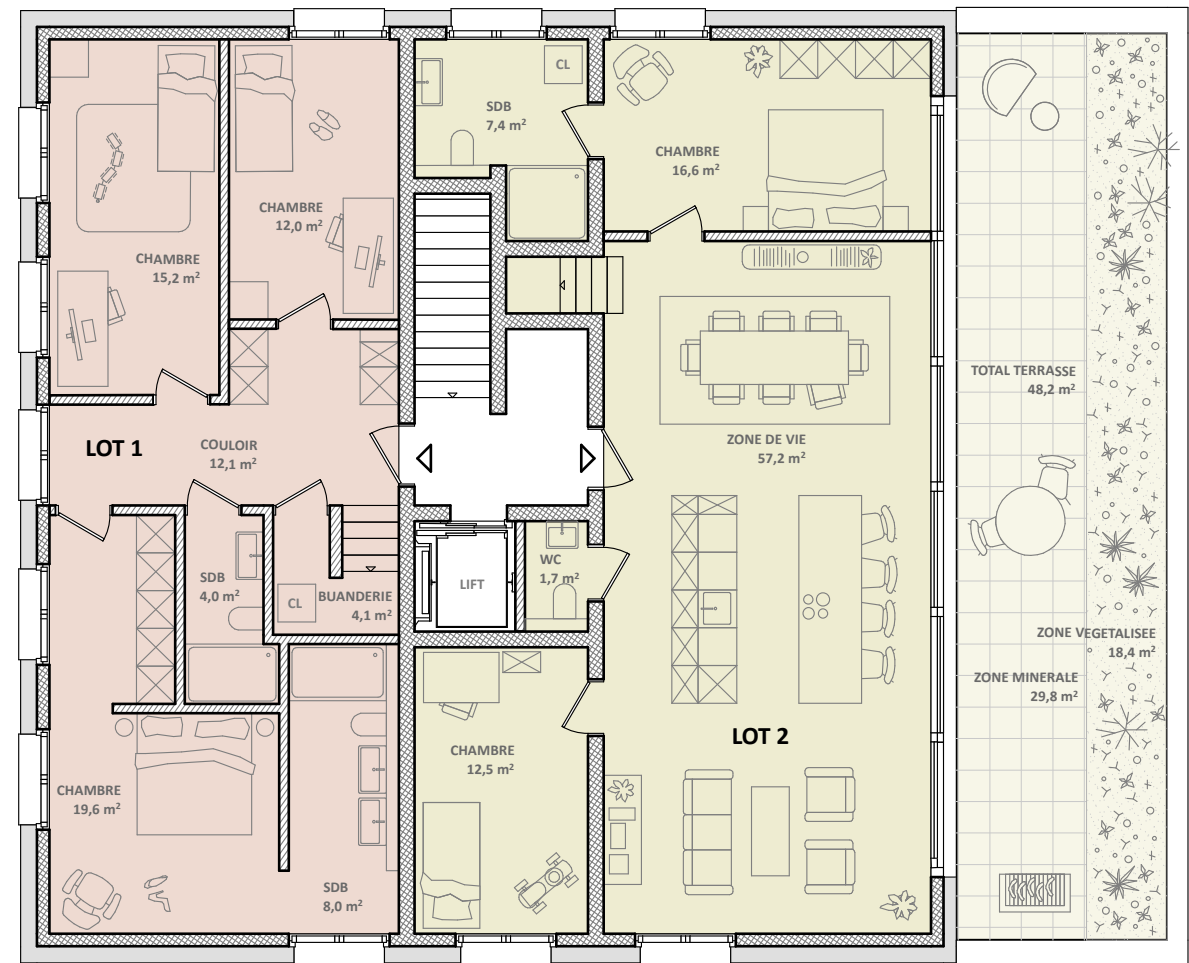 CL
SDB
7,4 m²
CHAMBRE
16,6 m²
CHAMBRE
12,0 m²
CHAMBRE
15,2 m²
TOTAL TERRASSE
48,2 m²
LOT 1
COULOIR
12,1 m²
ZONE DE VIE
57,2 m²
SDB
4,0 m²
CL
BUANDERIE
4,1 m²
LIFT
WC
1,7 m²
ZONE VEGETALISEE
18,4 m²
ZONE MINERALE
29,8 m²
LOT 2
CHAMBRE
12,5 m²
CHAMBRE
19,6 m²
SDB
8,0 m²